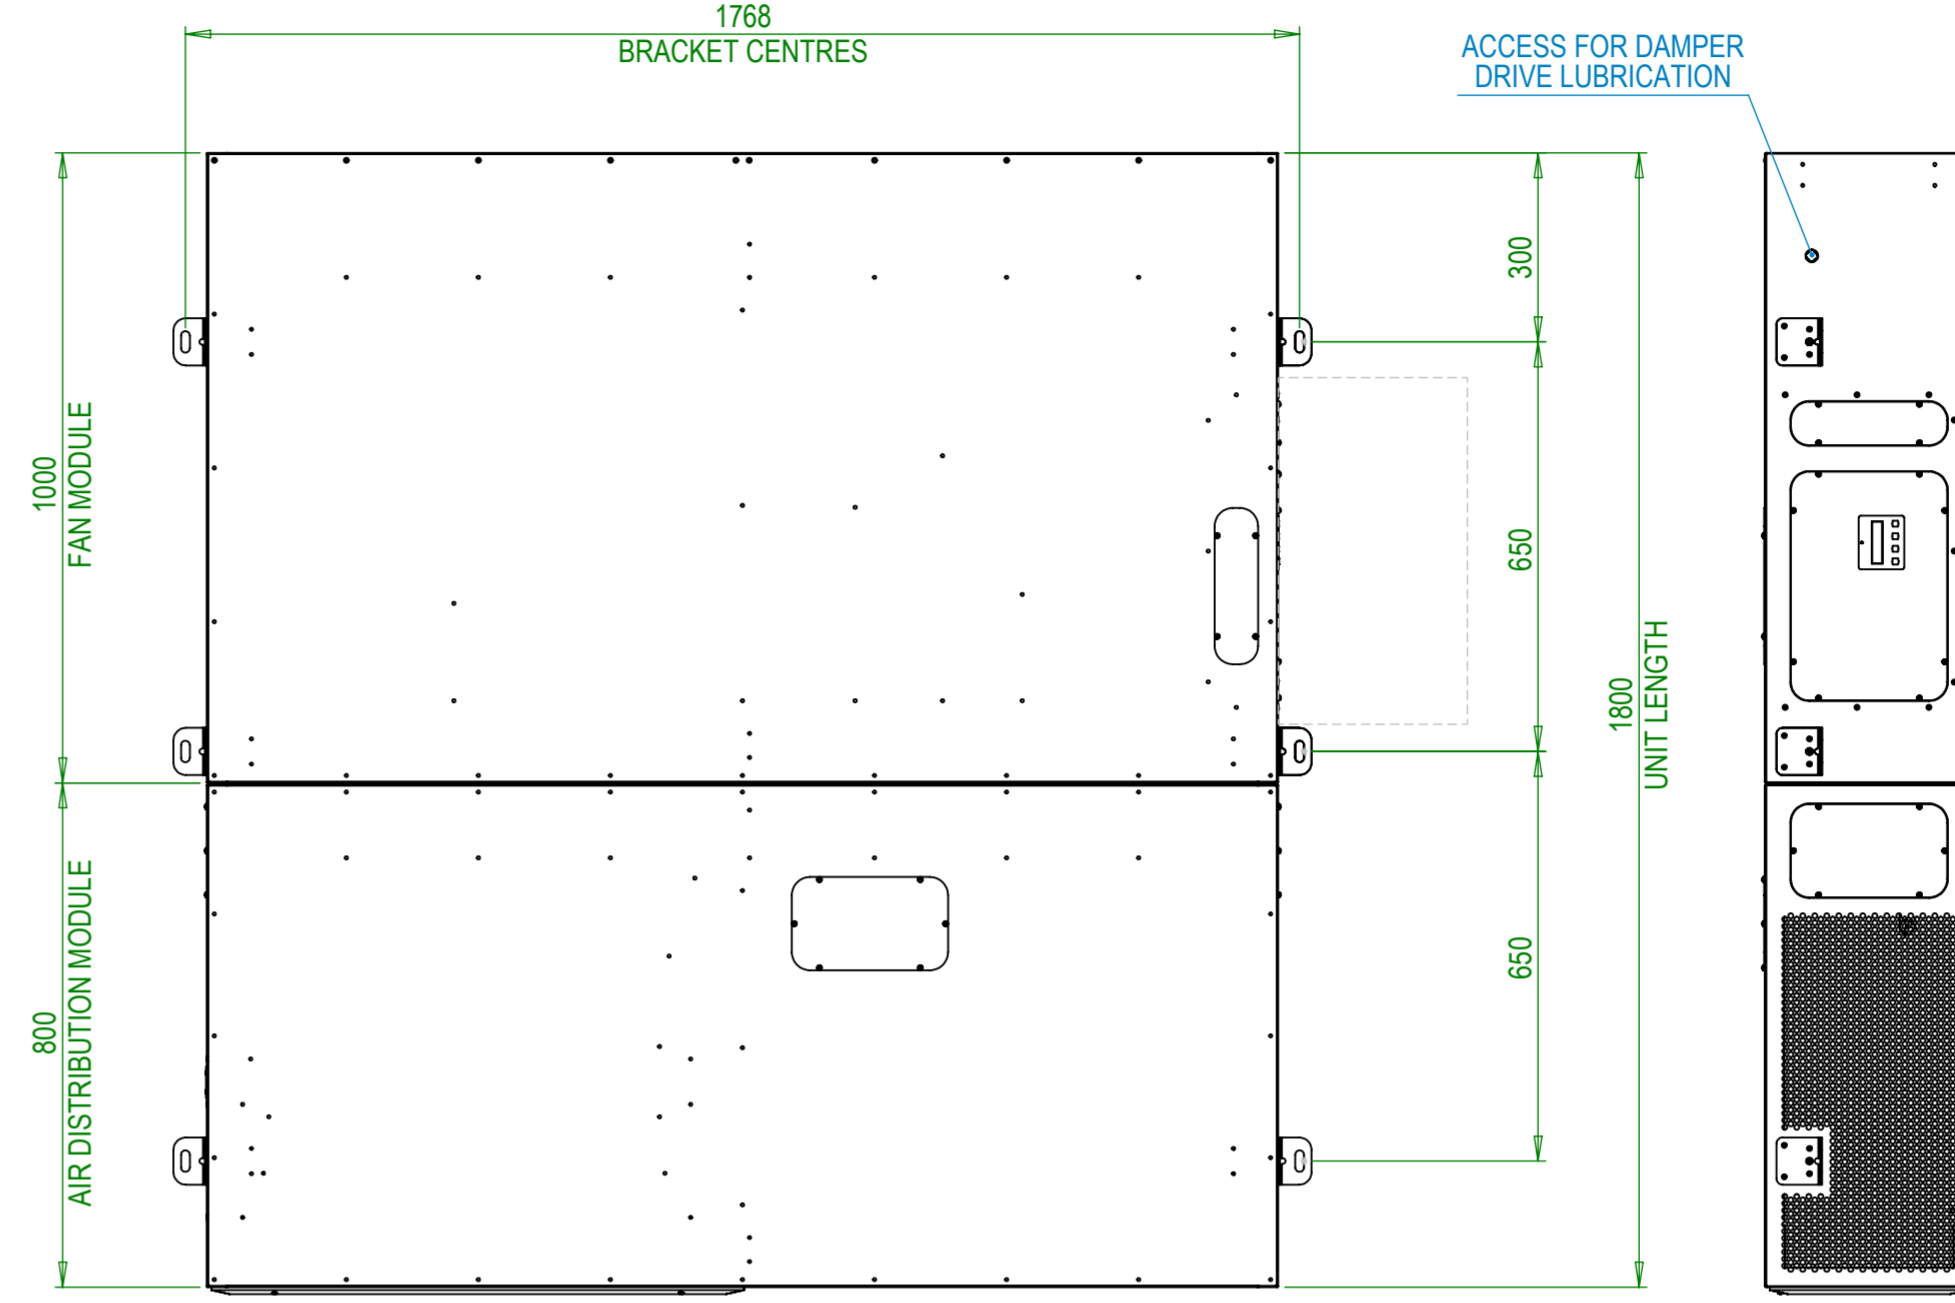 1768
BRACKET CENTRES
ACCESS FOR DAMPER
DRIVE LUBRICATION
1000
FAN MODULE
800
AIR DISTRIBUTION MODULE
300
650
650
1800
UNIT LENGTH